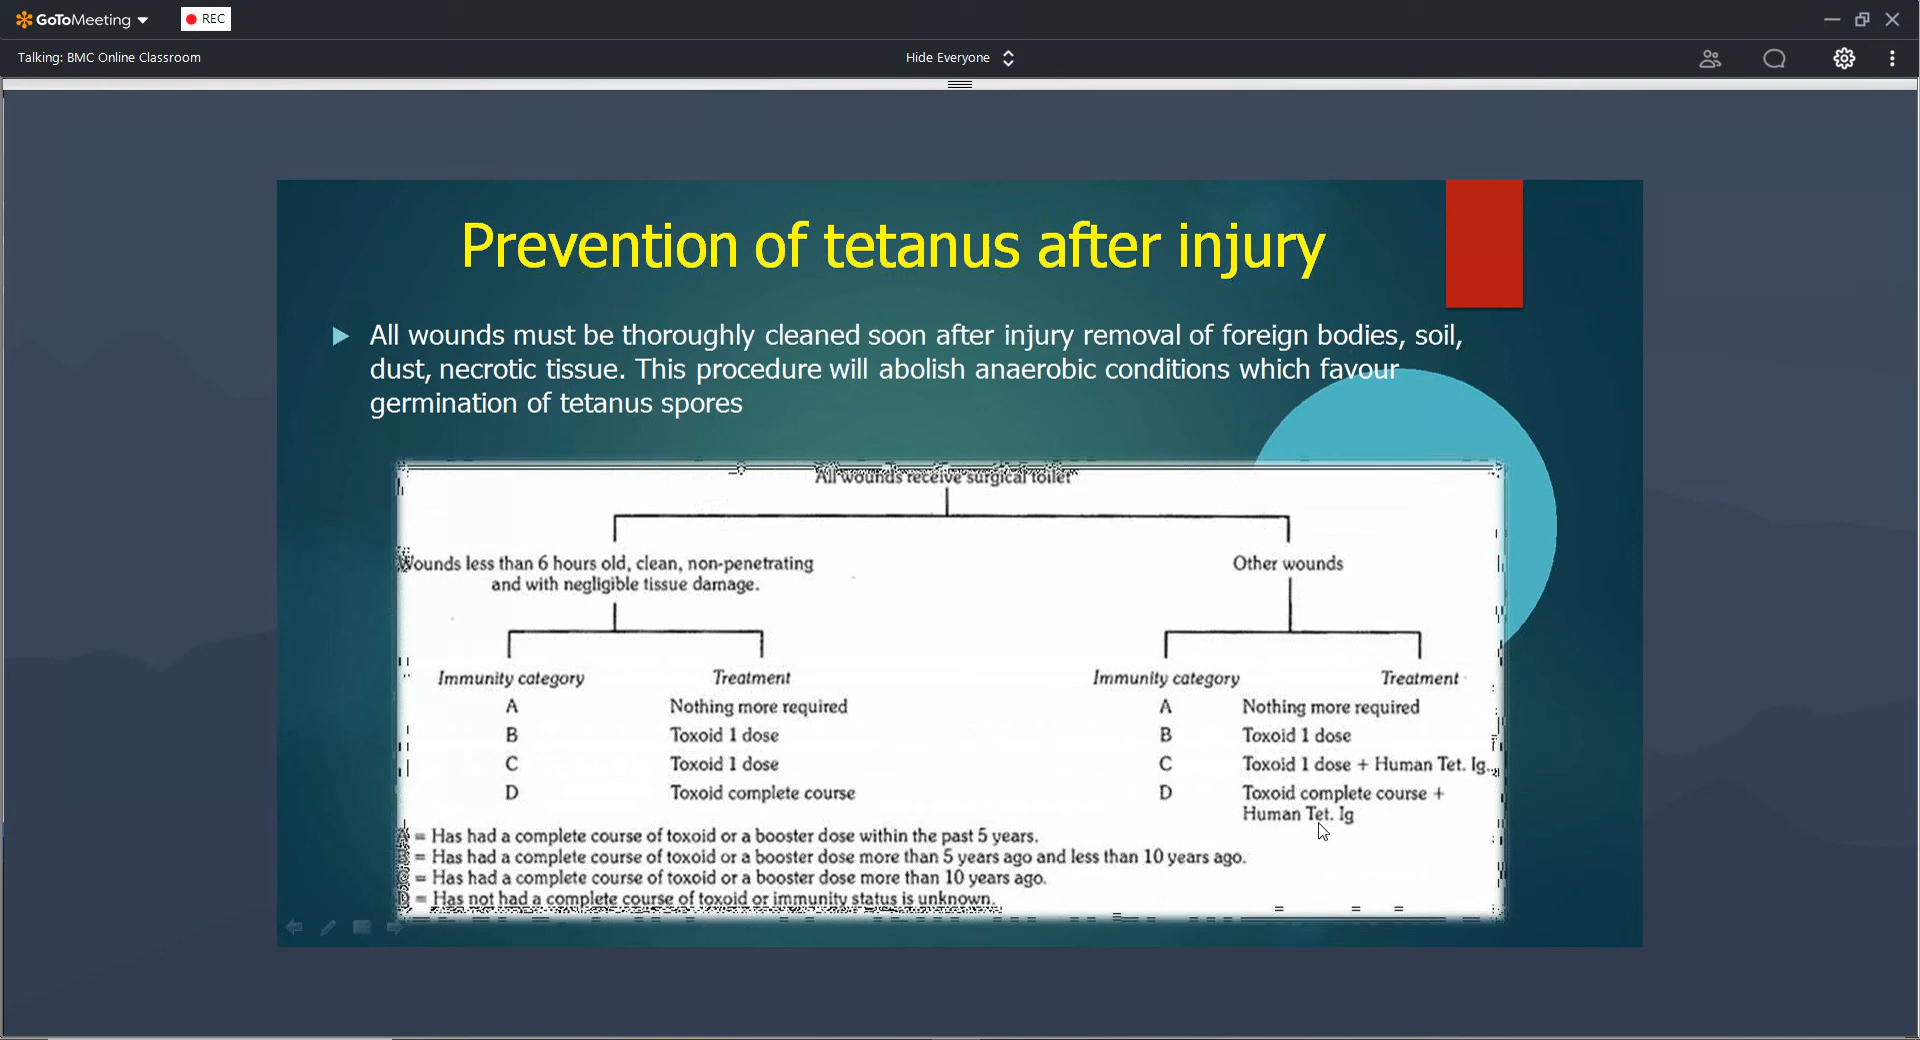 GoToMeeting
REC
Talking: BMC Online Classroom
Hide Everyone
Prevention of tetanus after injury
All wounds must be thoroughly cleaned soon after injury removal of foreign bodies, soil,
dust, necrotic tissue. This procedure will abolish anaerobic conditions which favour
germination of tetanus spores
All wounds receive surgical toilet
Wounds less than 6 hours old, clean, non-penetrating
and with negligible tissue damage.
Other wounds
Immunity category Treatment
A Nothing more required
B Toxoid 1 dose
C Toxoid 1 dose
D Toxoid complete course
Immunity category Treatment
A Nothing more required
B Toxoid 1 dose
C Toxoid 1 dose + Human Tet. Ig.
D Toxoid complete course +
Human Tet. Ig
A = Has had a complete course of toxoid or a booster dose within the past 5 years.
B = Has had a complete course of toxoid or a booster dose more than 5 years ago and less than 10 years ago.
C = Has had a complete course of toxoid or a booster dose more than 10 years ago.
D = Has not had a complete course of toxoid or immunity status is unknown.